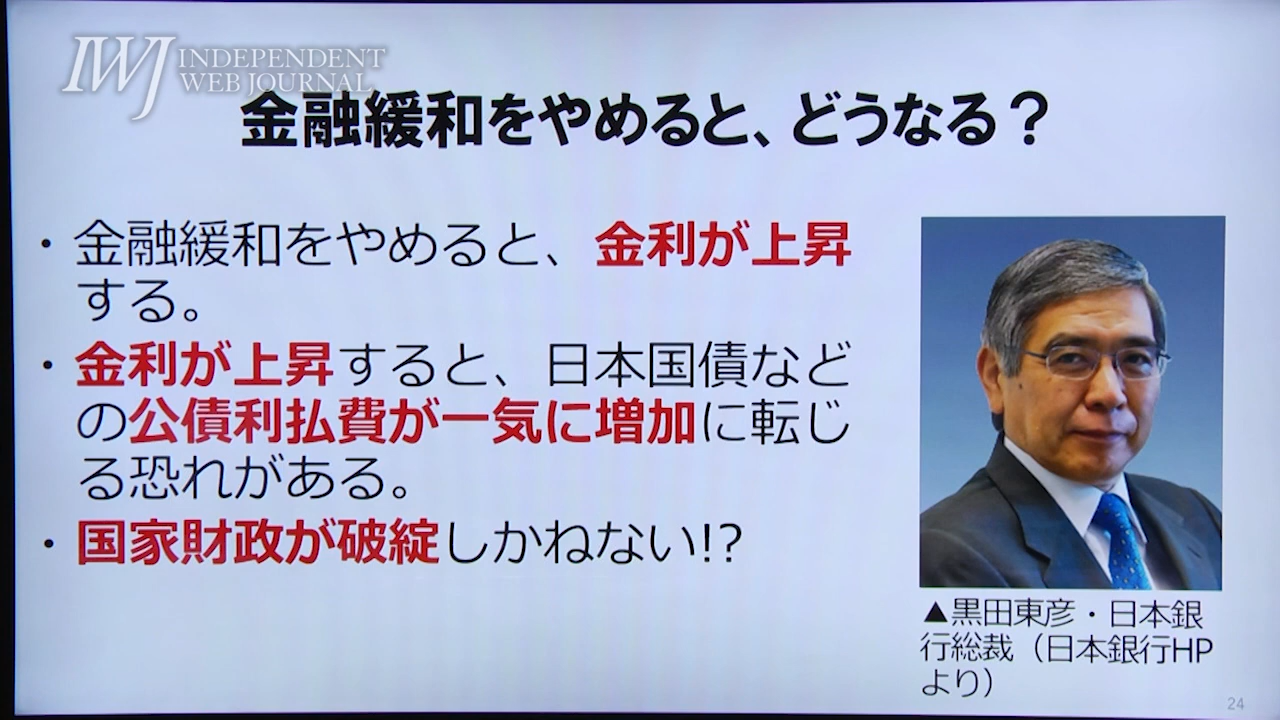 IWJ INDEPENDENT
WEB JOURNAL
金融緩和をやめると、どうなる？
・金融緩和をやめると、金利が上昇
する。
・金利が上昇すると、日本国債など
の公債利払費が一気に増加に転じ
る恐れがある。
・国家財政が破綻しかねない!?
▲黒田東彦・日本銀
行総裁（日本銀行HP
より）
24